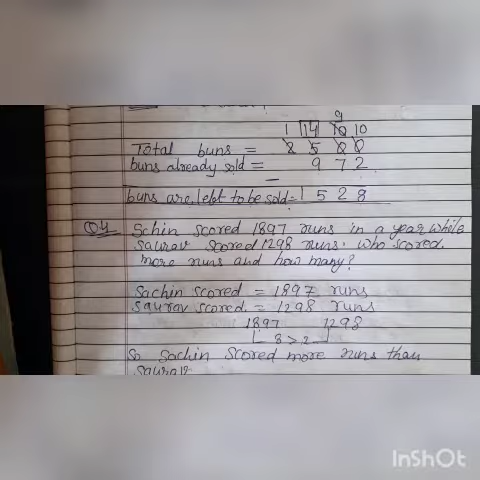 9
1 14 10 10
Total buns = 2 5 0 0
buns already sold = 9 7 2
–
buns are left to be sold = 1 5 2 8
Q4 Schin scored 1897 runs in a year while
saurav scored 1298 runs. who scored
more runs and how many?
Sachin scored = 1897 runs
Saurav scored = 1298 runs
1897 1298
8 > 2
So Sachin scored more runs than
saurav
InShOt